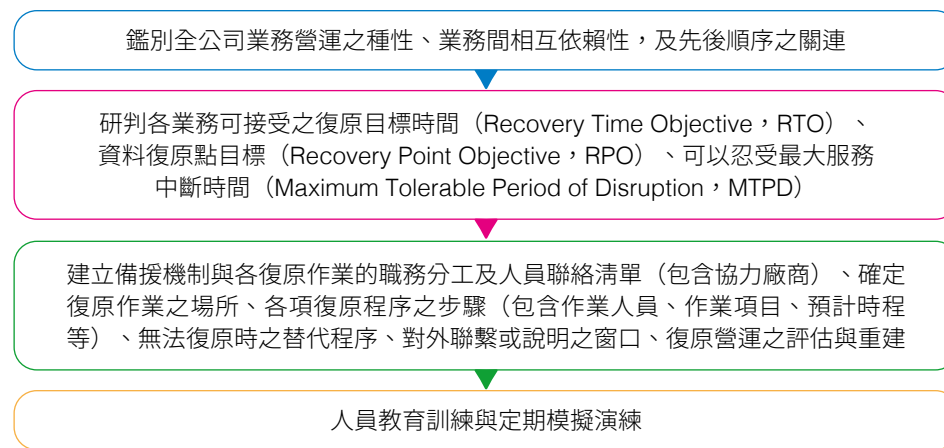 鑑別全公司業務營運之種性、業務間相互依賴性，及先後順序之關連
研判各業務可接受之復原目標時間（Recovery Time Objective，RTO）、
資料復原點目標（Recovery Point Objective，RPO）、可以忍受最大服務
中斷時間（Maximum Tolerable Period of Disruption，MTPD）
建立備援機制與各復原作業的職務分工及人員聯絡清單（包含協力廠商）、確定
復原作業之場所、各項復原程序之步驟（包含作業人員、作業項目、預計時程
等）、無法復原時之替代程序、對外聯繫或說明之窗口、復原營運之評估與重建
人員教育訓練與定期模擬演練